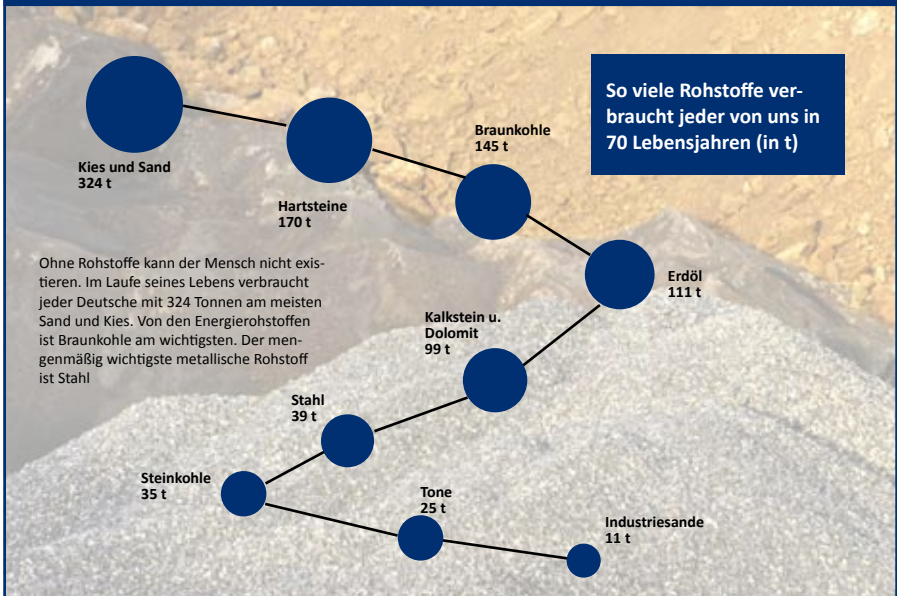 So viele Rohstoffe ver-
braucht jeder von uns in
70 Lebensjahren (in t)
Kies und Sand
324 t
Hartsteine
170 t
Braunkohle
145 t
Erdöl
111 t
Kalkstein u.
Dolomit
99 t
Stahl
39 t
Steinkohle
35 t
Tone
25 t
Industriesande
11 t
Ohne Rohstoffe kann der Mensch nicht exis-
tieren. Im Laufe seines Lebens verbraucht
jeder Deutsche mit 324 Tonnen am meisten
Sand und Kies. Von den Energierohstoffen
ist Braunkohle am wichtigsten. Der men-
genmäßig wichtigste metallische Rohstoff
ist Stahl